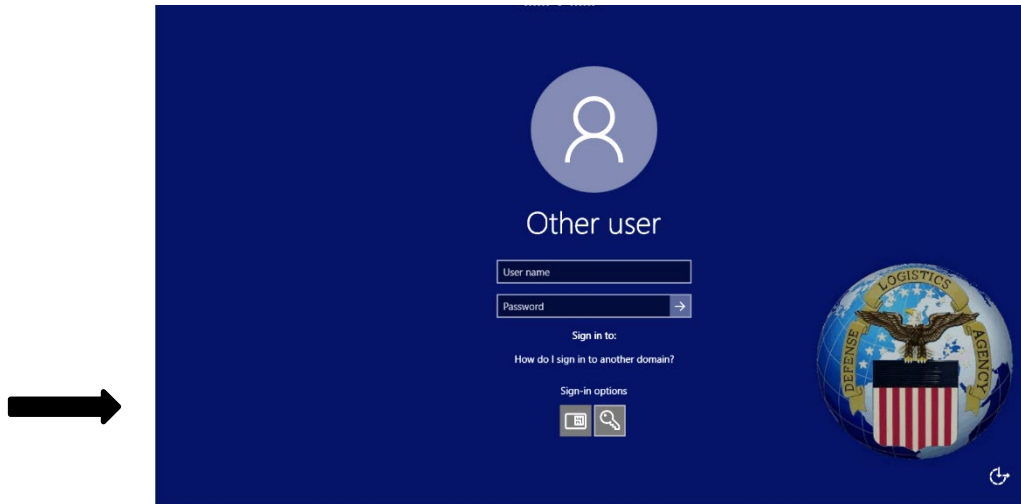 Other user
User name
Password
Sign in to:
How do I sign in to another domain?
Sign-in options
DEFENSE LOGISTICS AGENCY